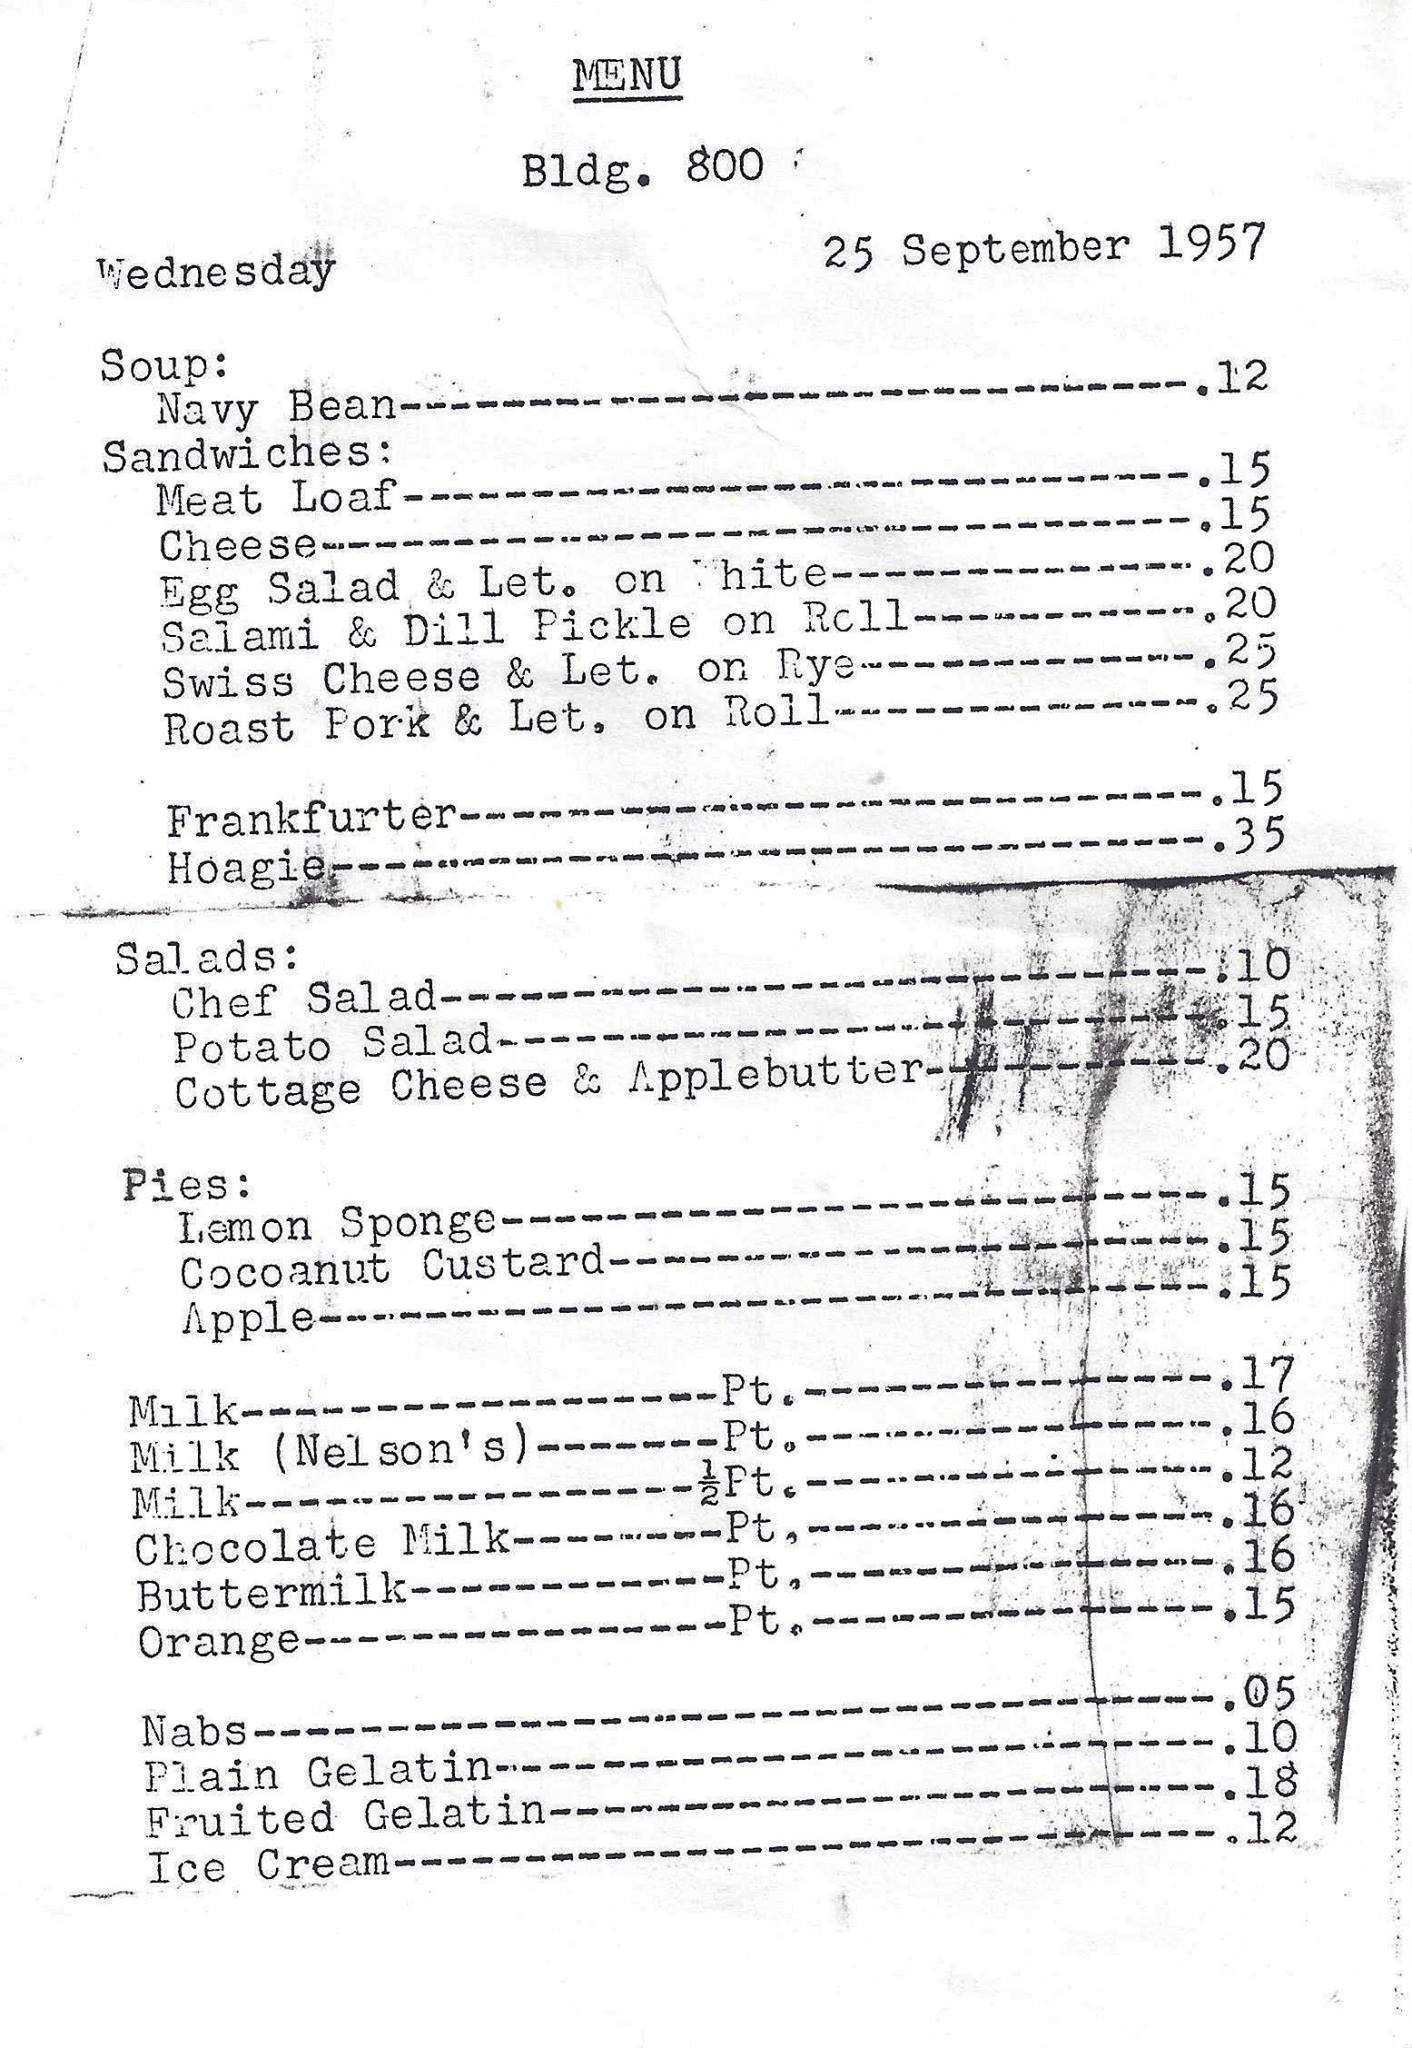 MENU
Bldg. 800
Wednesday 25 September 1957
Soup:
Navy Bean----------------------------------------.12
Sandwiches:
Meat Loaf----------------------------------------.15
Cheese-------------------------------------------.15
Egg Salad & Let. on White------------------.20
Salami & Dill Pickle on Roll--------------.20
Swiss Cheese & Let. on Rye----------------.25
Roast Pork & Let. on Roll-----------------.25
Frankfurter--------------------------------------.15
Hoagie-------------------------------------------.35
Salads:
Chef Salad---------------------------------------.10
Potato Salad-------------------------------------.15
Cottage Cheese & Applebutter--------------.20
Pies:
Lemon Sponge-------------------------------------.15
Cocoanut Custard---------------------------------.15
Apple--------------------------------------------.15
Milk------------------Pt.----------------.17
Milk (Nelson's)-------Pt.----------------.16
Milk-----------------½Pt.----------------.12
Chocolate Milk--------Pt.----------------.16
Buttermilk------------Pt.----------------.16
Orange----------------Pt.----------------.15
Nabs---------------------------------------------.05
Plain Gelatin------------------------------------.10
Fruited Gelatin----------------------------------.18
Ice Cream----------------------------------------.12